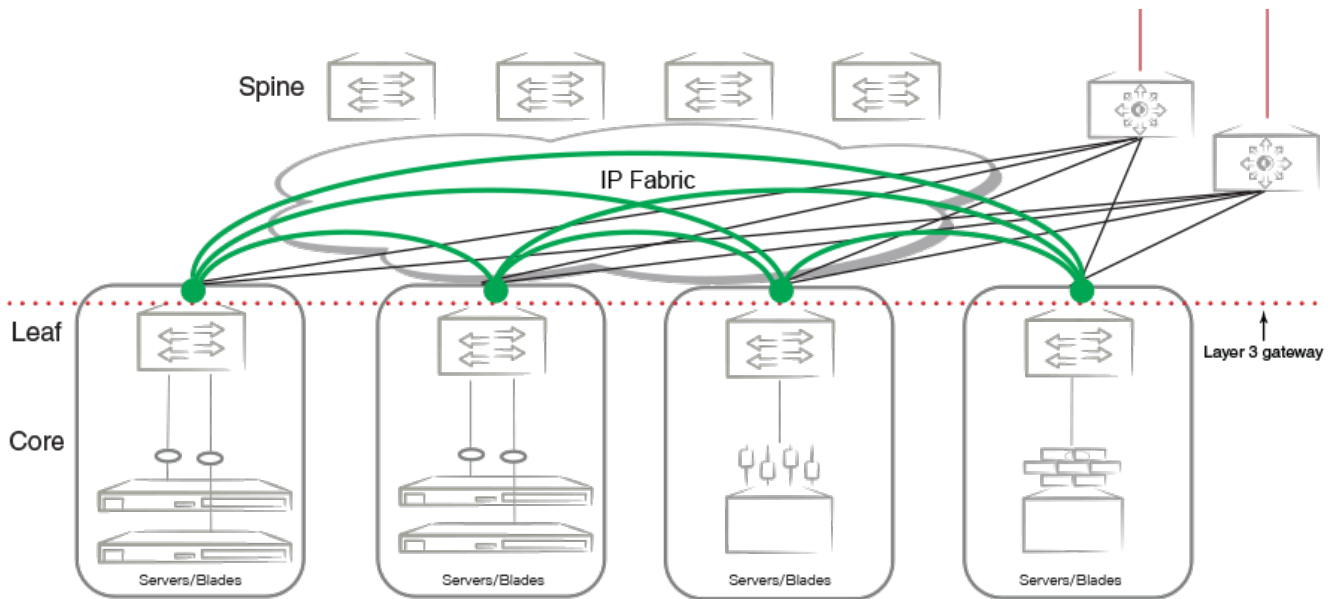 Spine
IP Fabric
Leaf
Layer 3 gateway
Core
Servers/Blades
Servers/Blades
Servers/Blades
Servers/Blades